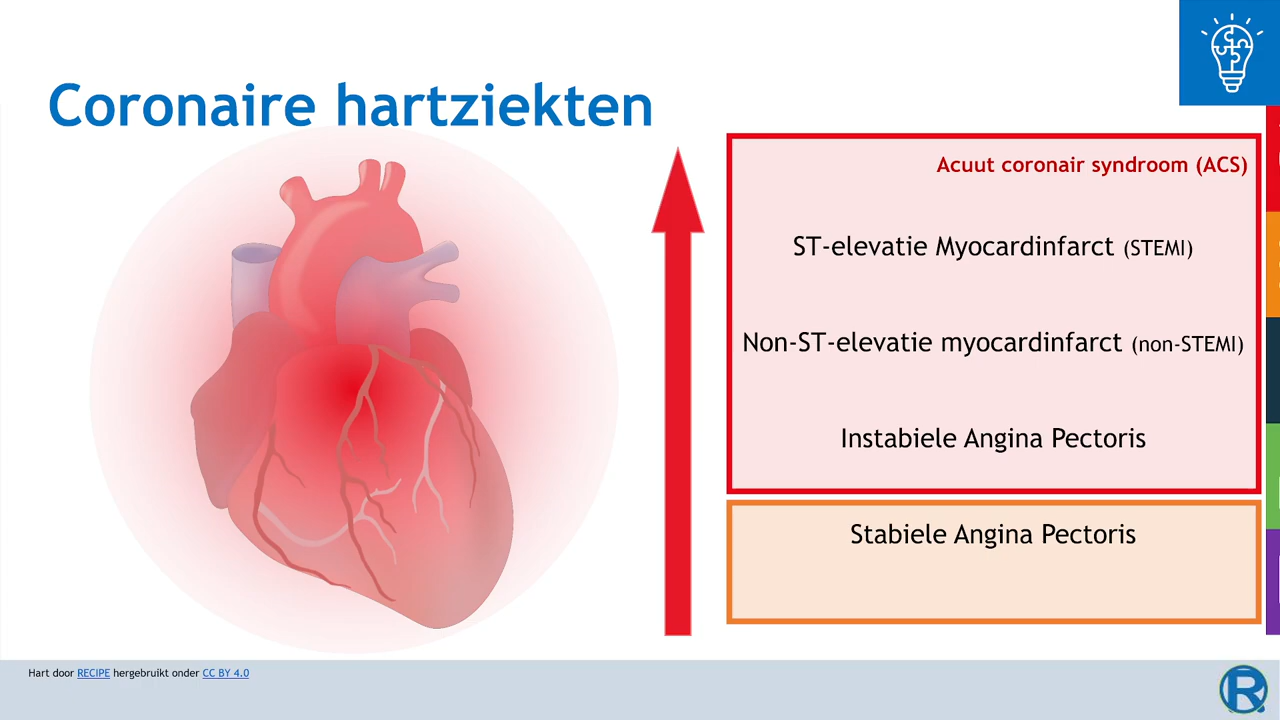 Coronaire hartziekten
Acuut coronair syndroom (ACS)
ST-elevatie Myocardinfarct (STEMI)
Non-ST-elevatie myocardinfarct (non-STEMI)
Instabiele Angina Pectoris
Stabiele Angina Pectoris
Hart door RECIPE hergebruikt onder CC BY 4.0
R